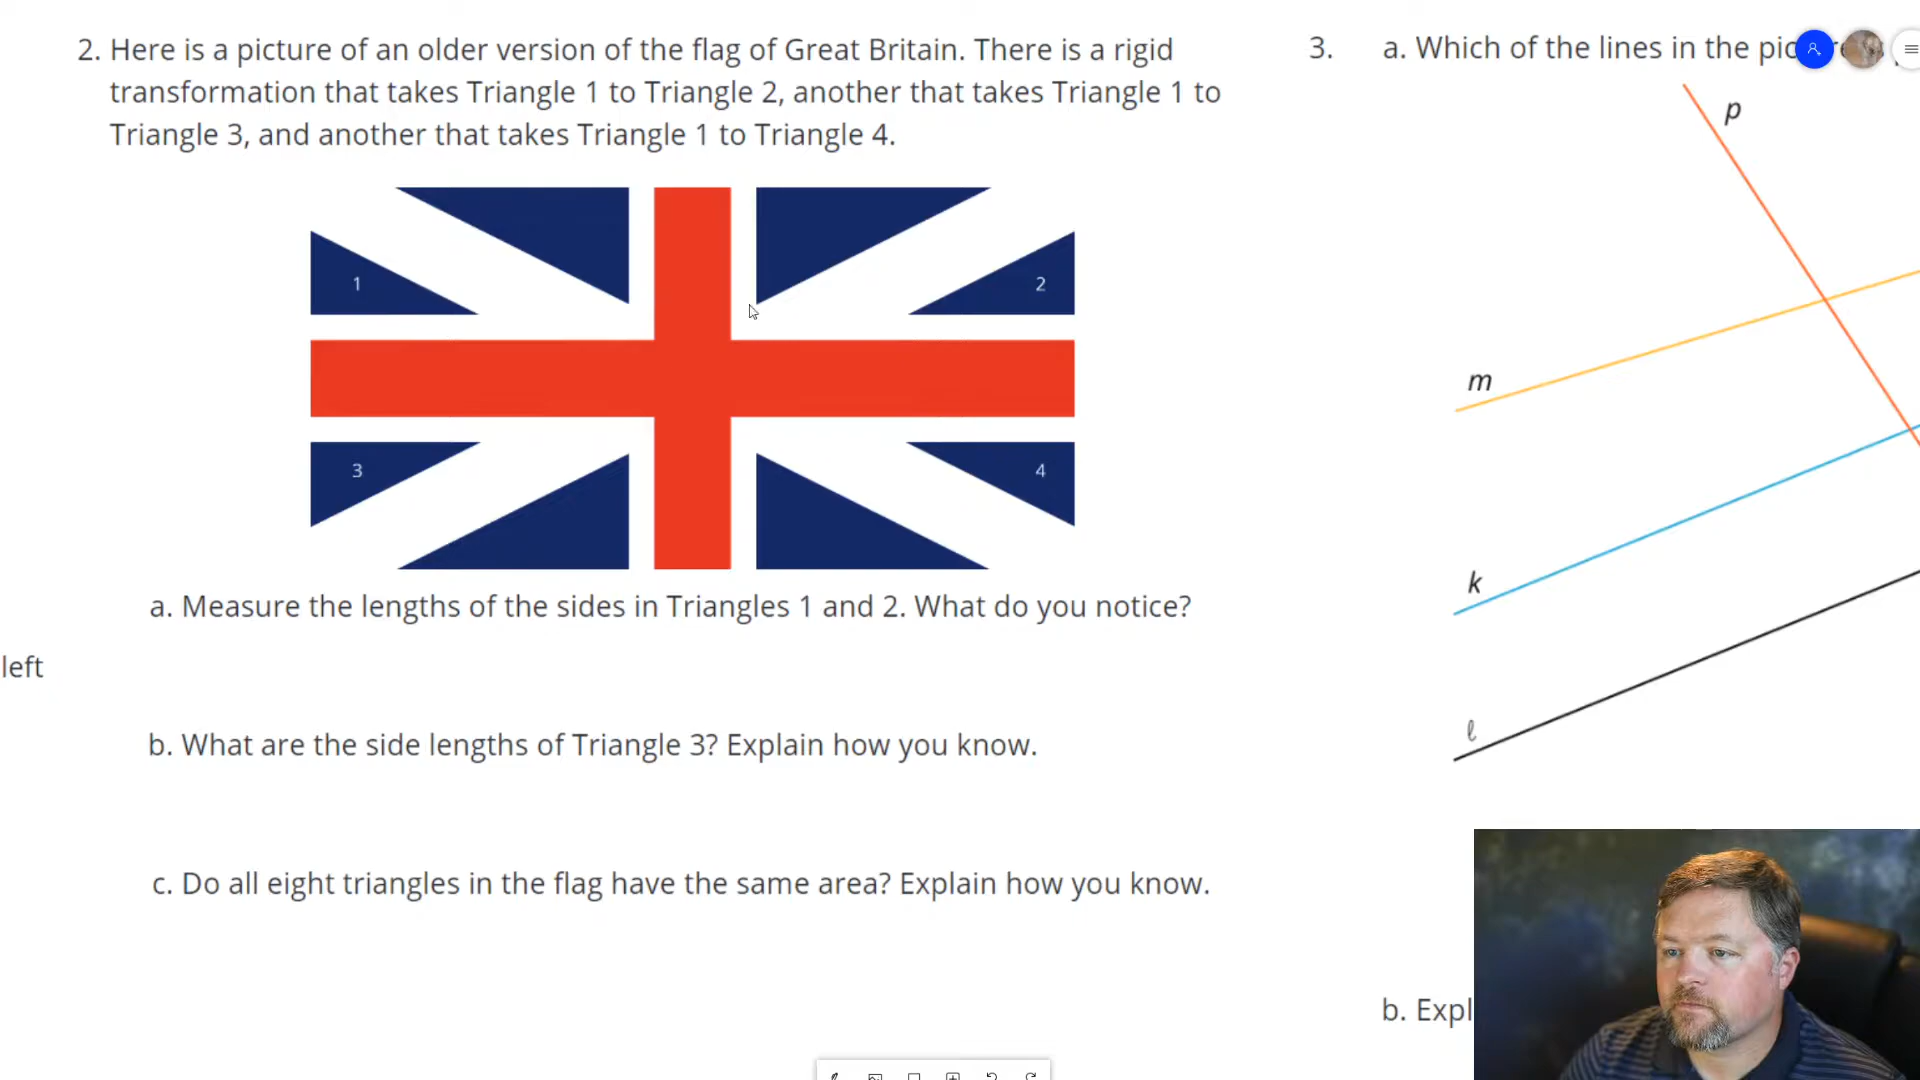 2. Here is a picture of an older version of the flag of Great Britain. There is a rigid
transformation that takes Triangle 1 to Triangle 2, another that takes Triangle 1 to
Triangle 3, and another that takes Triangle 1 to Triangle 4.
1
2
3
4
a. Measure the lengths of the sides in Triangles 1 and 2. What do you notice?
left
b. What are the side lengths of Triangle 3? Explain how you know.
c. Do all eight triangles in the flag have the same area? Explain how you know.
3. a. Which of the lines in the
p
m
k
ℓ
b.